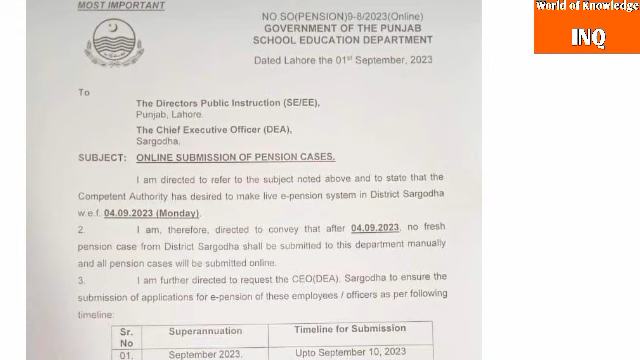 MOST IMPORTANT
World of Knowledge
INQ
NO.SO(PENSION)9-8/2023(Online)
GOVERNMENT OF THE PUNJAB
SCHOOL EDUCATION DEPARTMENT
Dated Lahore the 01st September, 2023
To
The Directors Public Instruction (SE/EE),
Punjab, Lahore.
The Chief Executive Officer (DEA),
Sargodha.
SUBJECT: ONLINE SUBMISSION OF PENSION CASES.
I am directed to refer to the subject noted above and to state that the
Competent Authority has desired to make live e-pension system in District Sargodha
w.e.f. 04.09.2023 (Monday).
2. I am, therefore, directed to convey that after 04.09.2023, no fresh
pension case from District Sargodha shall be submitted to this department manually
and all pension cases will be submitted online.
3. I am further directed to request the CEO(DEA), Sargodha to ensure the
submission of applications for e-pension of these employees / officers as per following
timeline:
Sr. No Superannuation Timeline for Submission
01. September 2023. Upto September 10, 2023